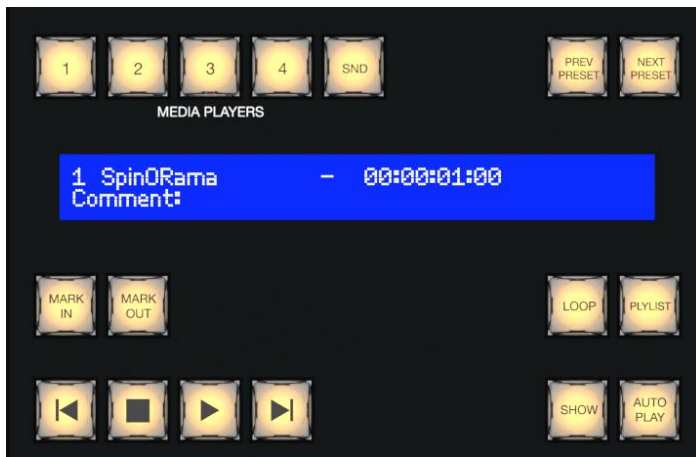 1
2
3
4
SND
PREV
PRESET
NEXT
PRESET
MEDIA PLAYERS
1 SpinORama – 00:00:01:00
Comment:
MARK
IN
MARK
OUT
LOOP
PLYLIST
SHOW
AUTO
PLAY